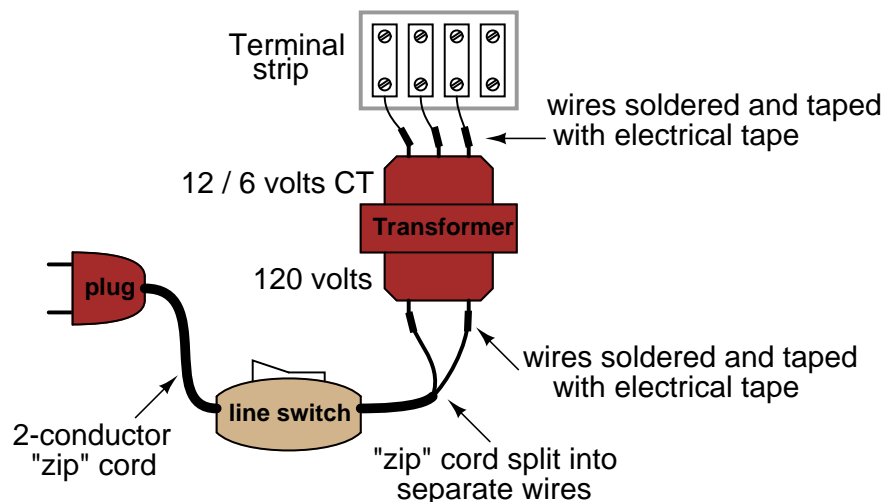 Terminal
strip
wires soldered and taped
with electrical tape
12 / 6 volts CT
Transformer
120 volts
plug
wires soldered and taped
with electrical tape
line switch
2-conductor
"zip" cord
"zip" cord split into
separate wires